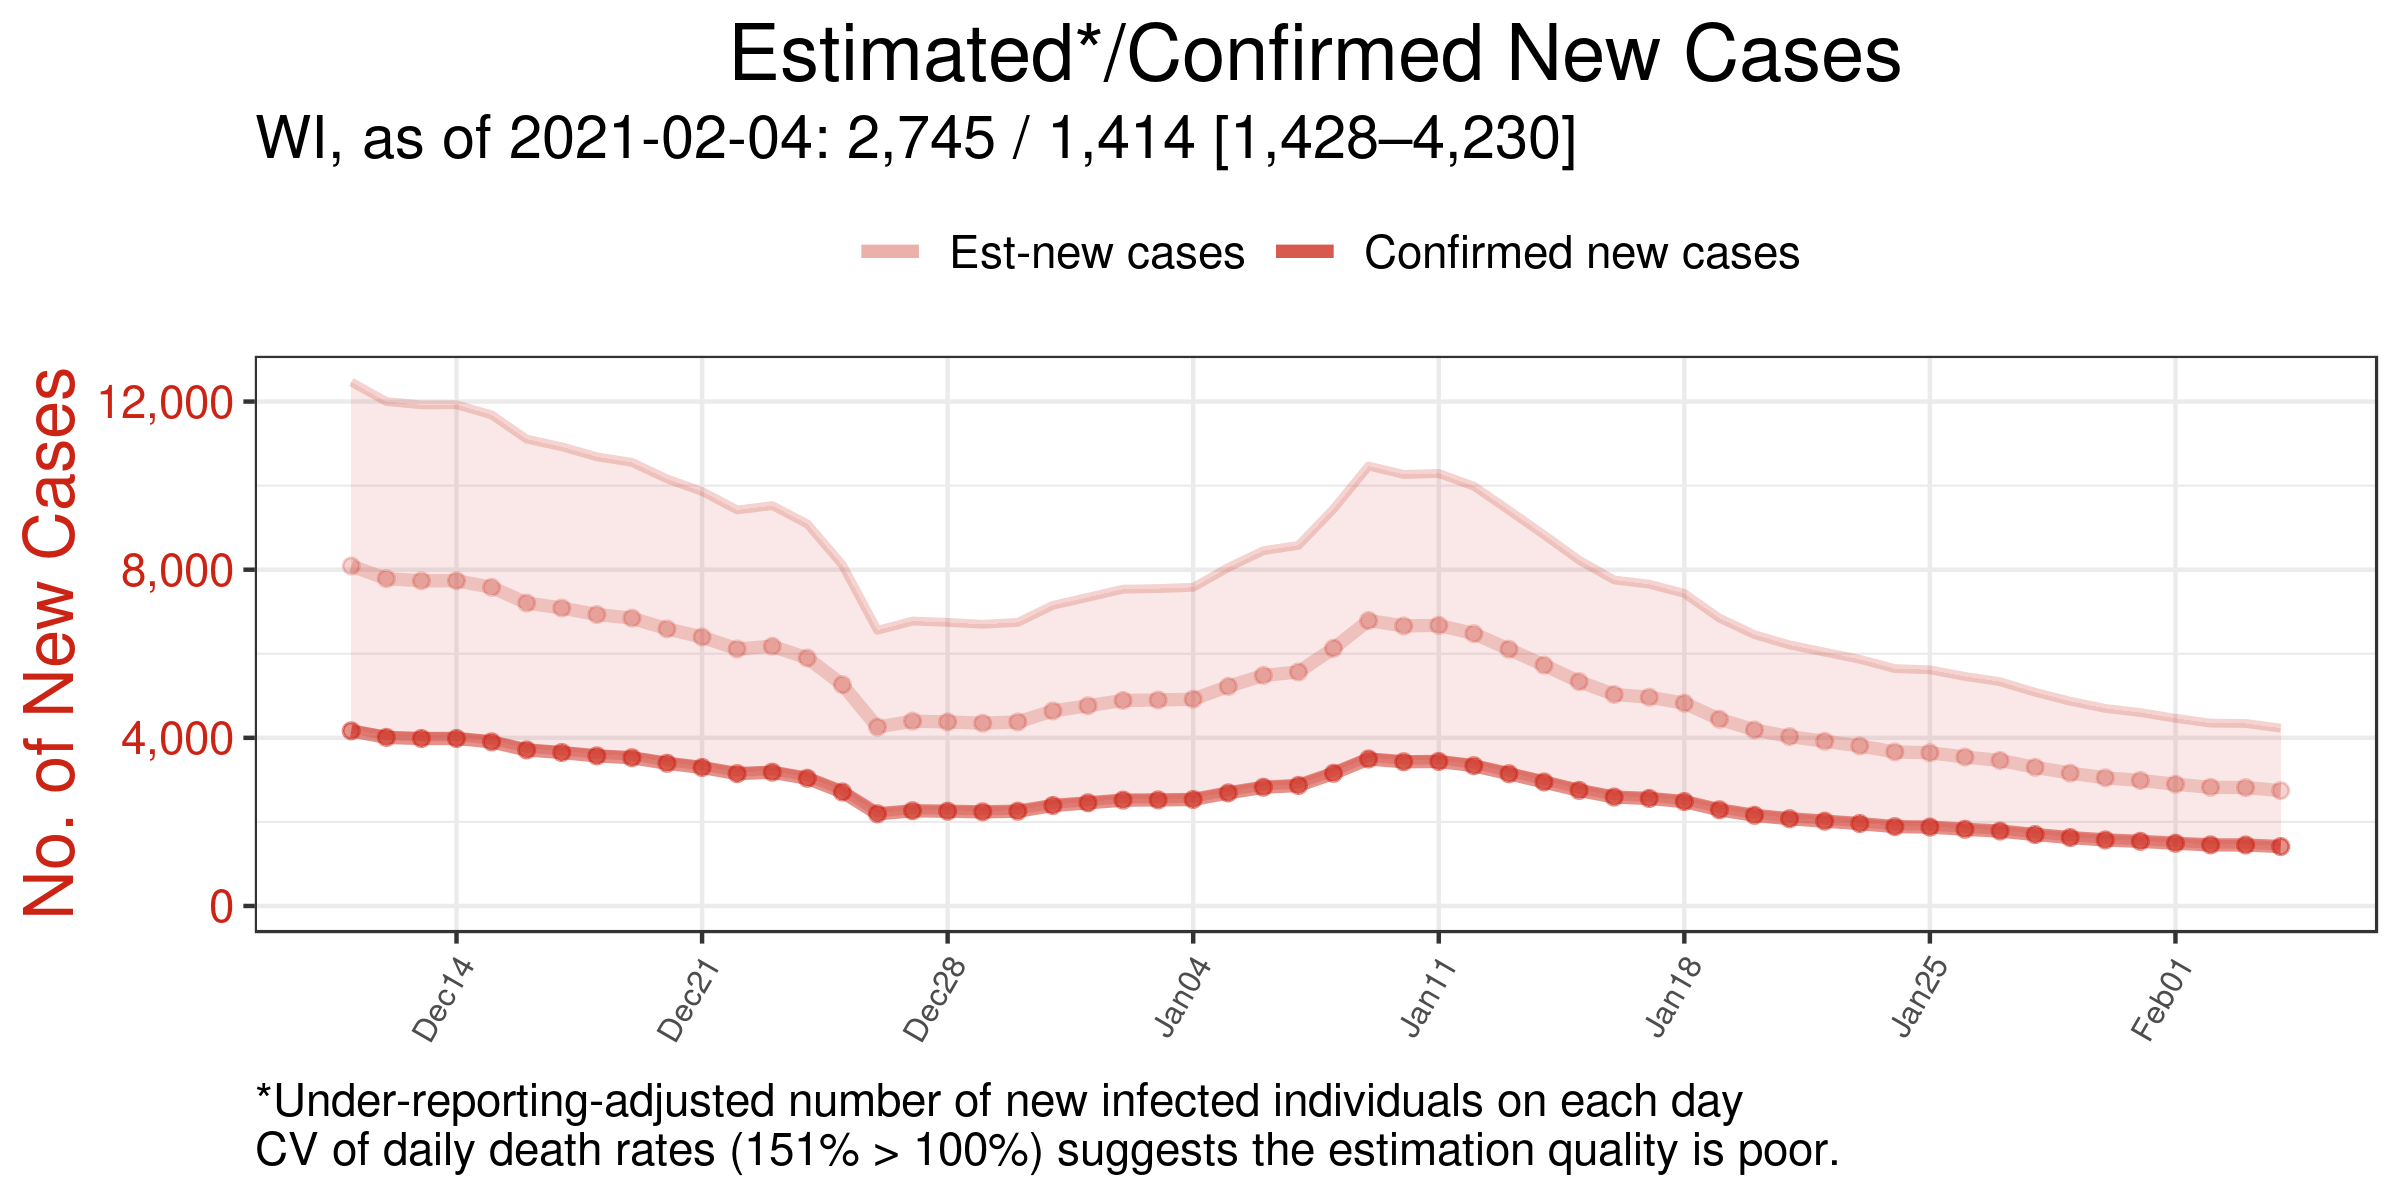 Estimated*/Confirmed New Cases
WI, as of 2021-02-04: 2,745 / 1,414 [1,428–4,230]
Est-new cases
Confirmed new cases
No. of New Cases
12,000
8,000
4,000
0
Dec14
Dec21
Dec28
Jan04
Jan11
Jan18
Jan25
Feb01
*Under-reporting-adjusted number of new infected individuals on each day
CV of daily death rates (151% > 100%) suggests the estimation quality is poor.